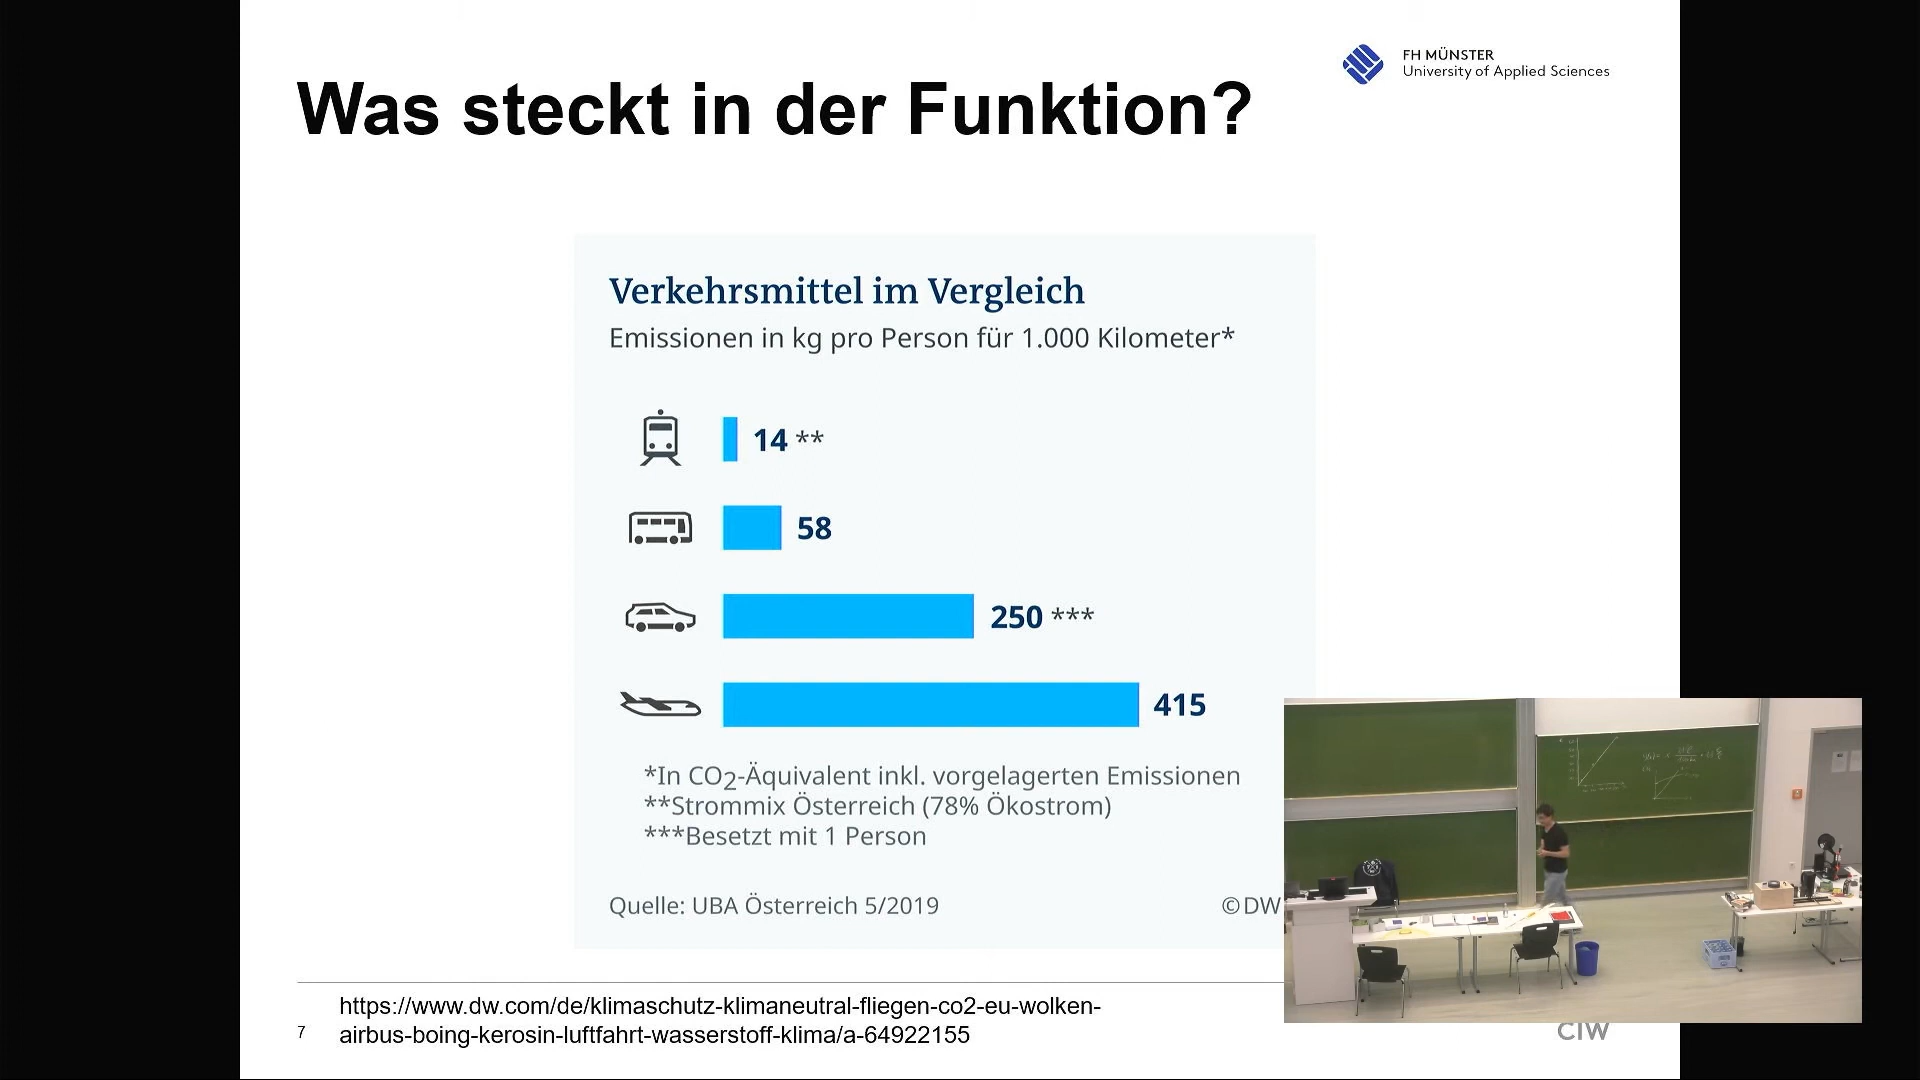 FH MÜNSTER
University of Applied Sciences
Was steckt in der Funktion?
Verkehrsmittel im Vergleich
Emissionen in kg pro Person für 1.000 Kilometer*
14 **
58
250 ***
415
*In CO2-Äquivalent inkl. vorgelagerten Emissionen
**Strommix Österreich (78% Ökostrom)
***Besetzt mit 1 Person
Quelle: UBA Österreich 5/2019
© DW
https://www.dw.com/de/klimaschutz-klimaneutral-fliegen-co2-eu-wolken-
airbus-boing-kerosin-luftfahrt-wasserstoff-klima/a-64922155
7
CIW